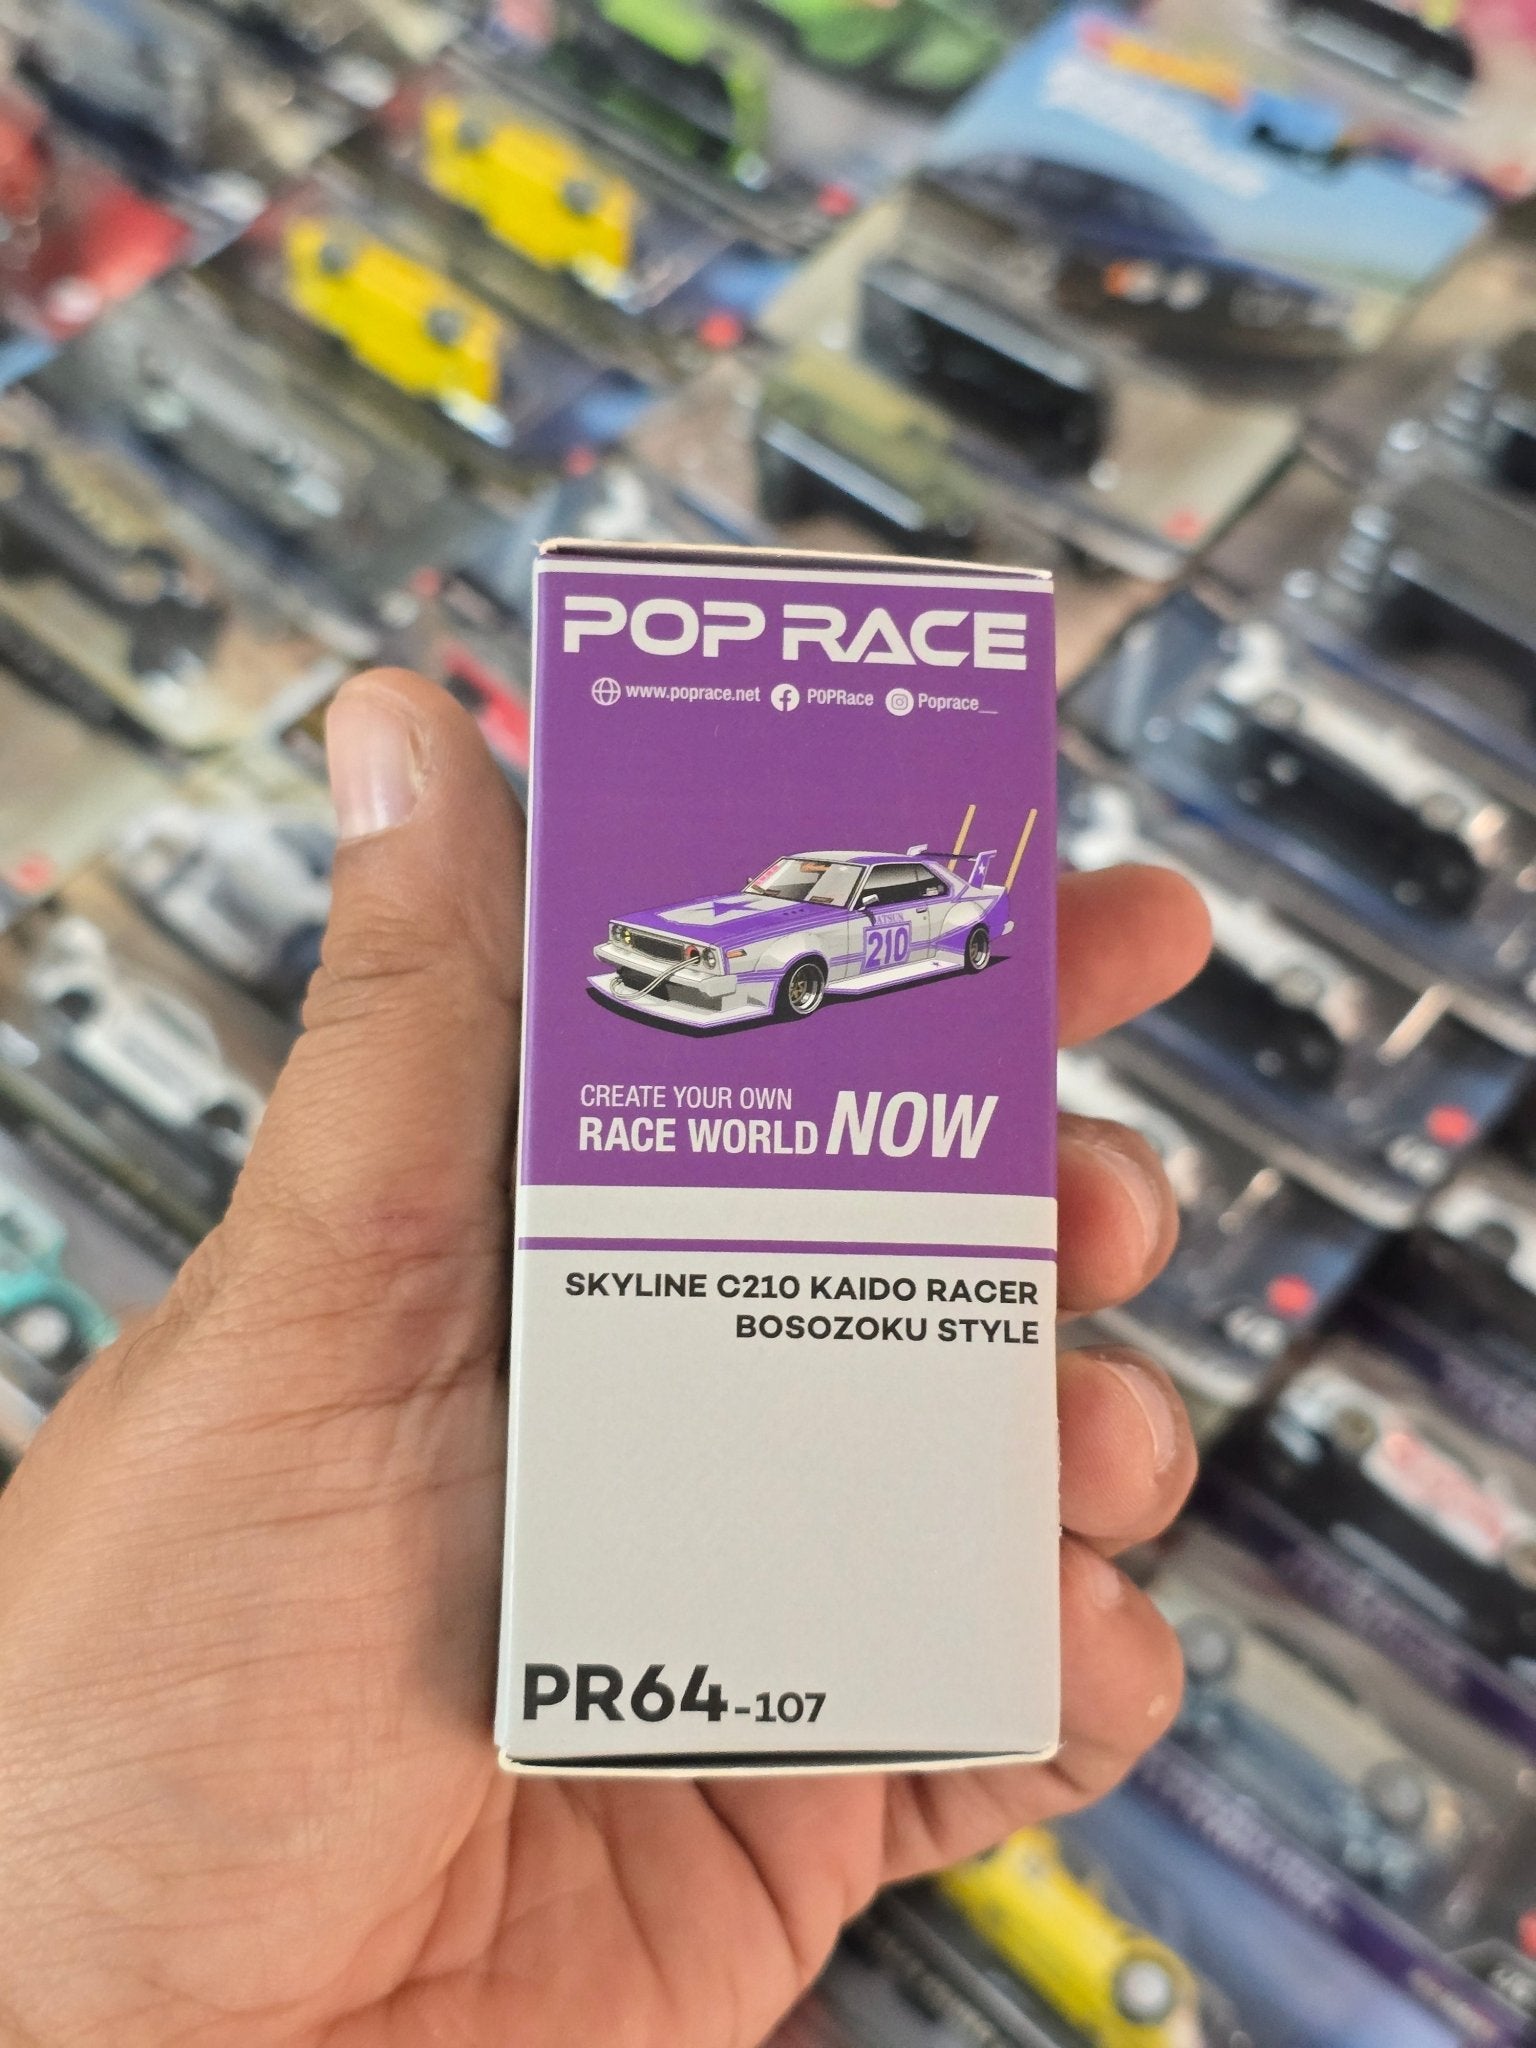 POP RACE
www.poprace.net POPRace Poprace__
DATSUN
210
CREATE YOUR OWN
RACE WORLD NOW
SKYLINE C210 KAIDO RACER
BOSOZOKU STYLE
PR64-107